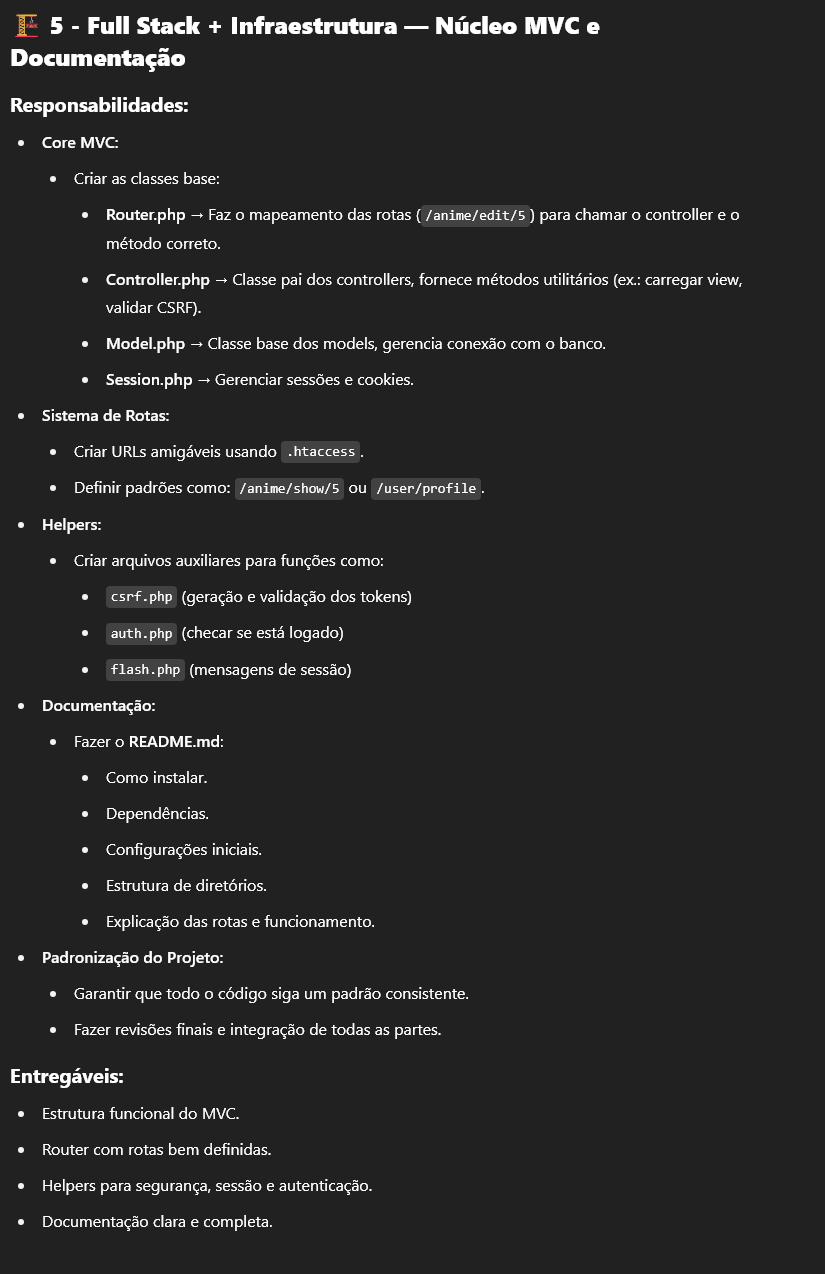 🏗️ 5 - Full Stack + Infraestrutura — Núcleo MVC e
Documentação
Responsabilidades:
Core MVC:
Criar as classes base:
Router.php → Faz o mapeamento das rotas ( /anime/edit/5 ) para chamar o controller e o
método correto.
Controller.php → Classe pai dos controllers, fornece métodos utilitários (ex.: carregar view,
validar CSRF).
Model.php → Classe base dos models, gerencia conexão com o banco.
Session.php → Gerenciar sessões e cookies.
Sistema de Rotas:
Criar URLs amigáveis usando .htaccess .
Definir padrões como: /anime/show/5 ou /user/profile .
Helpers:
Criar arquivos auxiliares para funções como:
csrf.php (geração e validação dos tokens)
auth.php (checar se está logado)
flash.php (mensagens de sessão)
Documentação:
Fazer o README.md:
Como instalar.
Dependências.
Configurações iniciais.
Estrutura de diretórios.
Explicação das rotas e funcionamento.
Padronização do Projeto:
Garantir que todo o código siga um padrão consistente.
Fazer revisões finais e integração de todas as partes.
Entregáveis:
Estrutura funcional do MVC.
Router com rotas bem definidas.
Helpers para segurança, sessão e autenticação.
Documentação clara e completa.